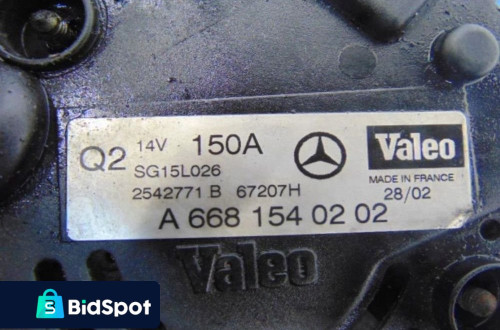 Q2 14V 150A
SG15L026
2542771 B 67207H
A 668 154 02 02
Valeo
MADE IN FRANCE
28/02
Valeo
S BidSpot